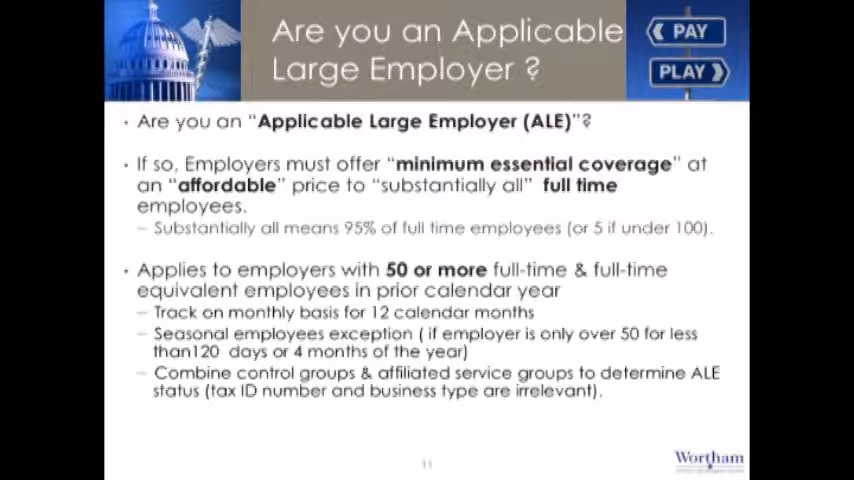 Are you an Applicable
Large Employer ?
PAY
PLAY
• Are you an “Applicable Large Employer (ALE)”?
• If so, Employers must offer “minimum essential coverage” at
an “affordable” price to “substantially all” full time
employees.
– Substantially all means 95% of full time employees (or 5 if under 100).
• Applies to employers with 50 or more full-time & full-time
equivalent employees in prior calendar year
– Track on monthly basis for 12 calendar months
– Seasonal employees exception ( if employer is only over 50 for less
than120 days or 4 months of the year)
– Combine control groups & affiliated service groups to determine ALE
status (tax ID number and business type are irrelevant).
11
Wortham